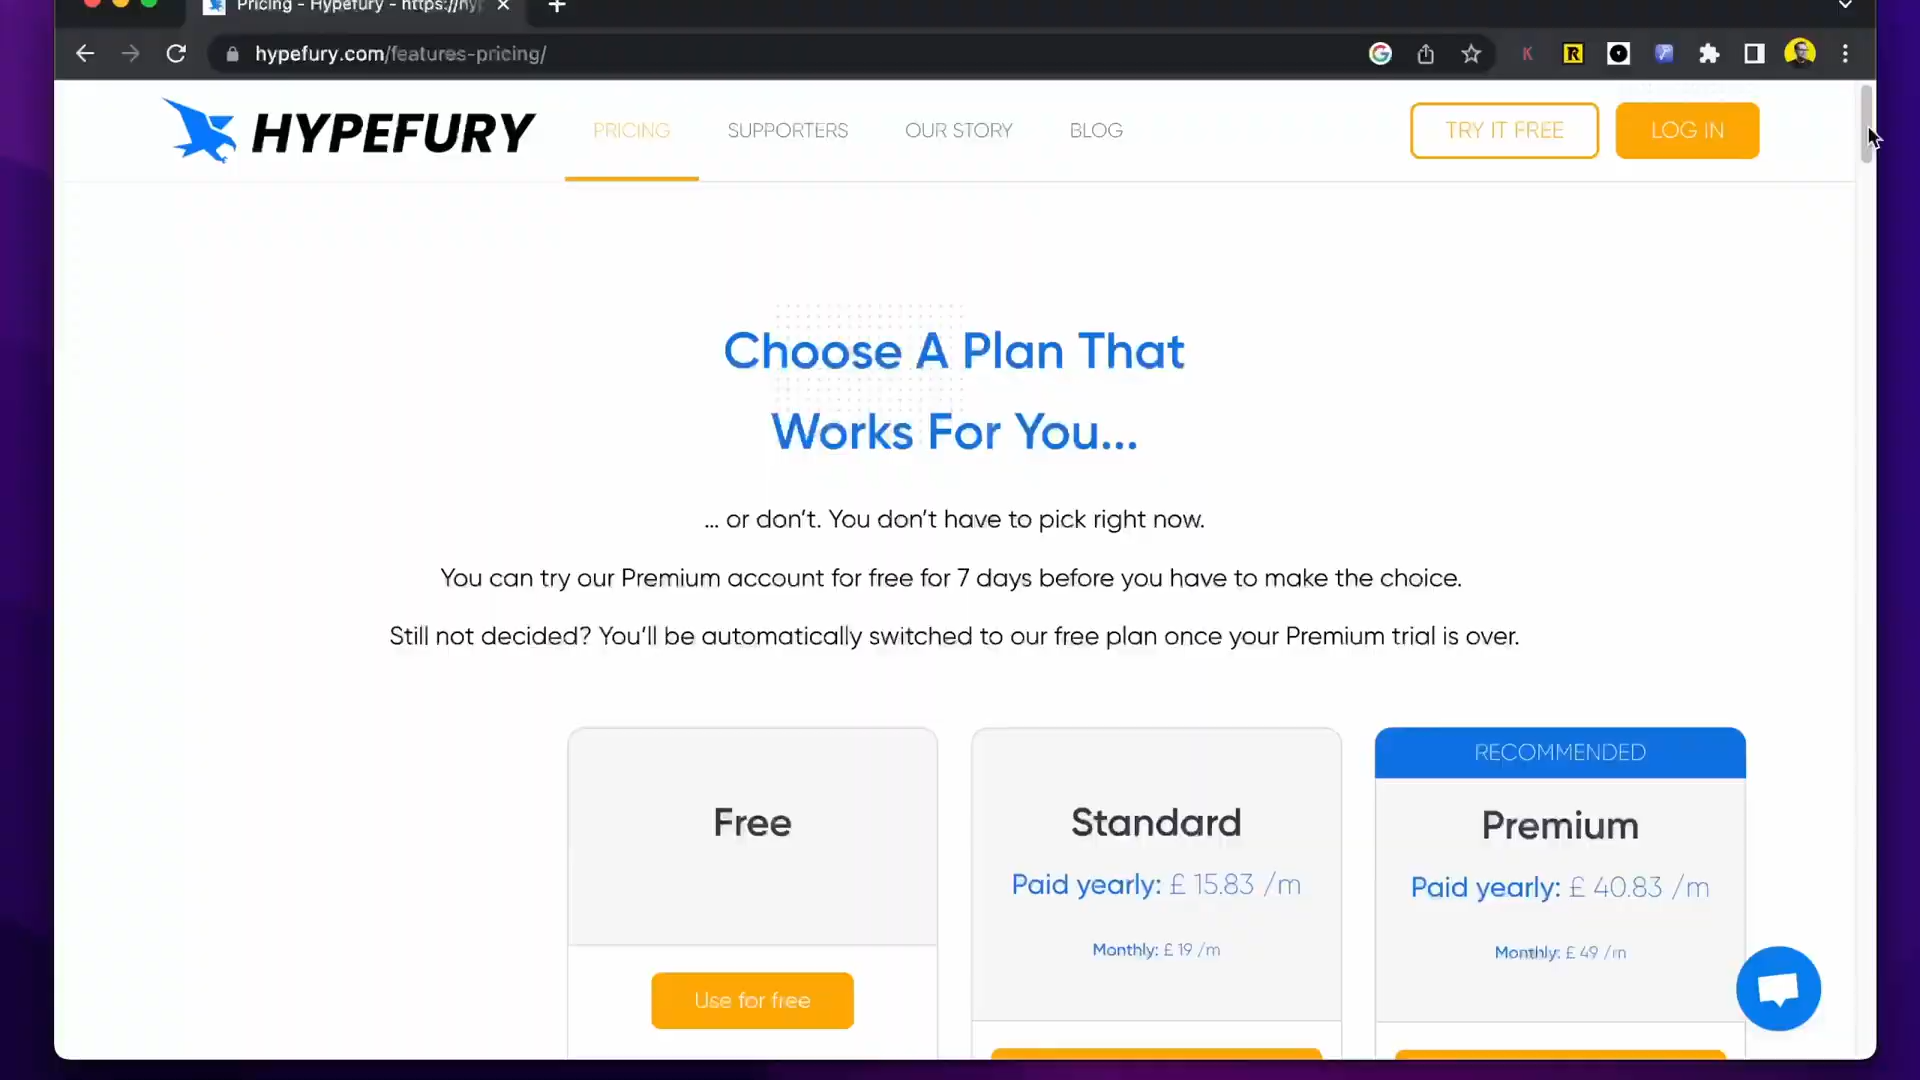 Pricing - Hypefury - https://hy
hypefury.com/features-pricing/
HYPEFURY
PRICING
SUPPORTERS
OUR STORY
BLOG
TRY IT FREE
LOG IN
Choose A Plan That
Works For You...
... or don’t. You don’t have to pick right now.
You can try our Premium account for free for 7 days before you have to make the choice.
Still not decided? You’ll be automatically switched to our free plan once your Premium trial is over.
Free
Use for free
Standard
Paid yearly: £ 15.83 /m
Monthly: £ 19 /m
RECOMMENDED
Premium
Paid yearly: £ 40.83 /m
Monthly: £ 49 /m